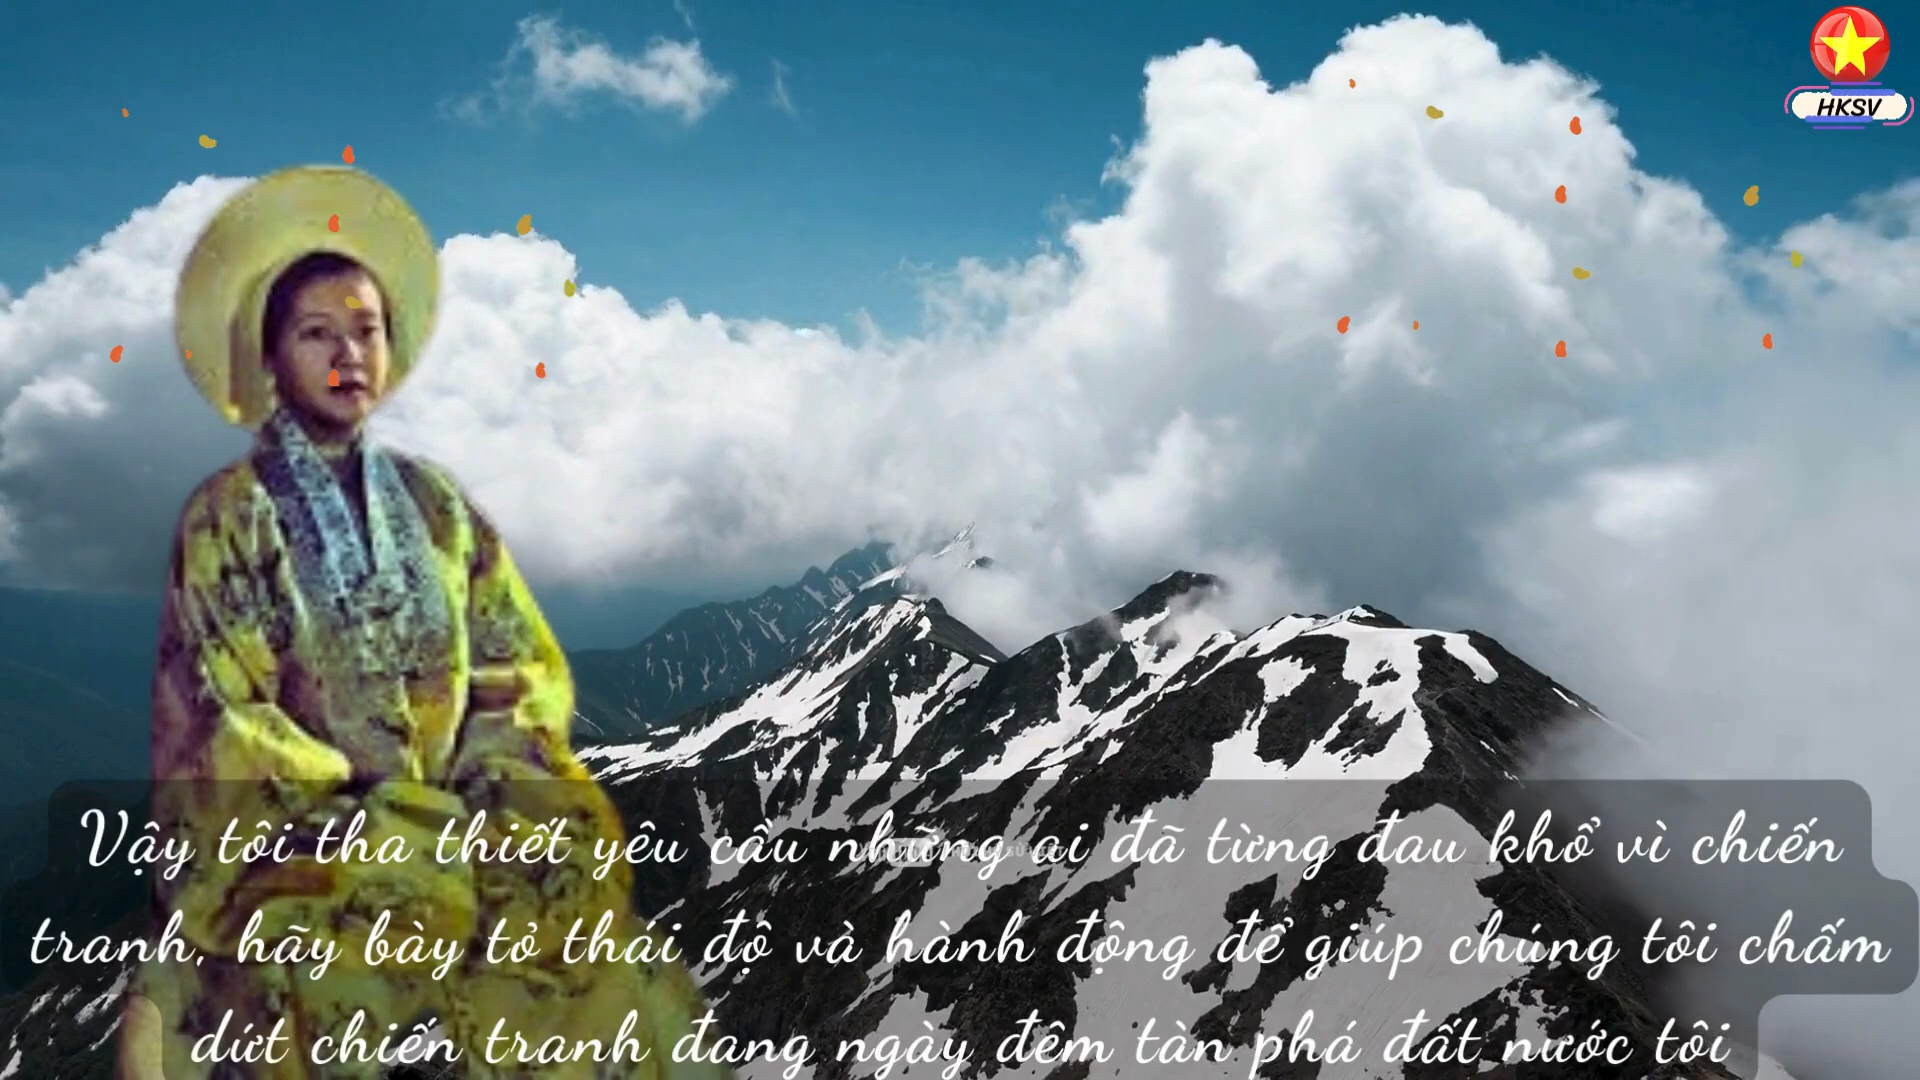 HKSV
Vậy tôi tha thiết yêu cầu những ai đã từng đau khổ vì chiến
tranh, hãy bày tỏ thái độ và hành động để giúp chúng tôi chấm
dứt chiến tranh đang ngày đêm tàn phá đất nước tôi